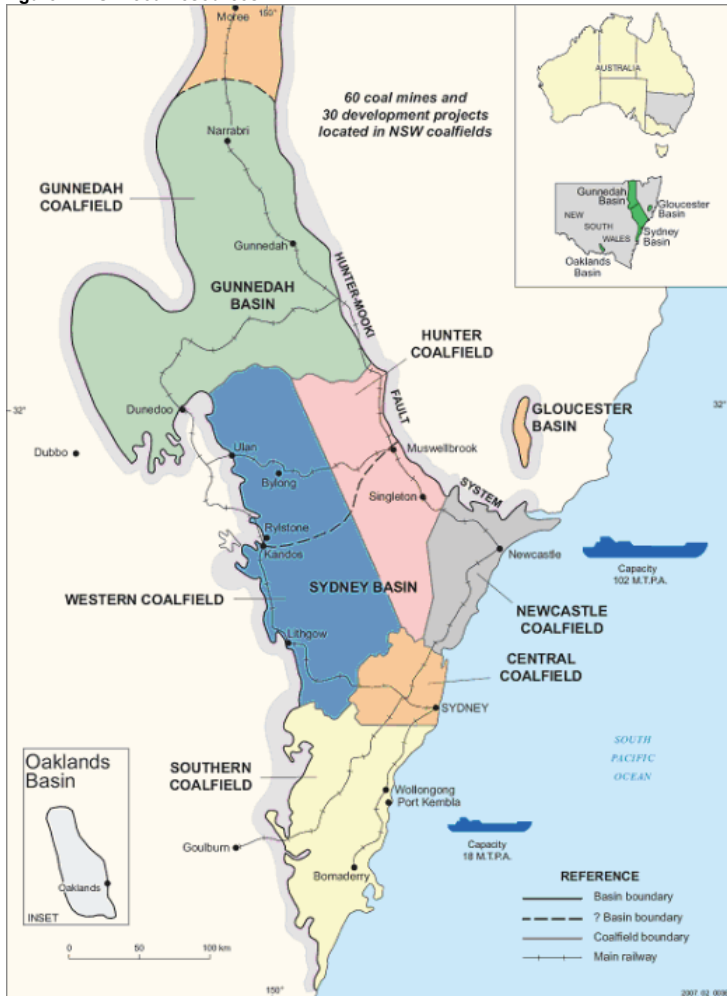 Moree
150°
60 coal mines and
30 development projects
located in NSW coalfields
AUSTRALIA
Narrabri
GUNNEDAH
COALFIELD
Gunnedah
Basin
Gloucester
Basin
NEW
SOUTH
WALES
Sydney
Basin
Oaklands
Basin
Gunnedah
GUNNEDAH
BASIN
HUNTER-MOOKI
FAULT
SYSTEM
HUNTER
COALFIELD
32°
32°
Dunedoo
GLOUCESTER
BASIN
Dubbo
Ulan
Muswellbrook
Bylong
Singleton
Rylstone
Kandos
Newcastle
Capacity
102 M.T.P.A.
WESTERN COALFIELD
SYDNEY BASIN
NEWCASTLE
COALFIELD
Lithgow
CENTRAL
COALFIELD
SYDNEY
SOUTH
PACIFIC
OCEAN
Oaklands
Basin
SOUTHERN
COALFIELD
Wollongong
Port Kembla
Goulburn
Capacity
18 M.T.P.A.
Bomaderry
Oaklands
INSET
REFERENCE
Basin boundary
? Basin boundary
Coalfield boundary
Main railway
0 50 100 km
150°